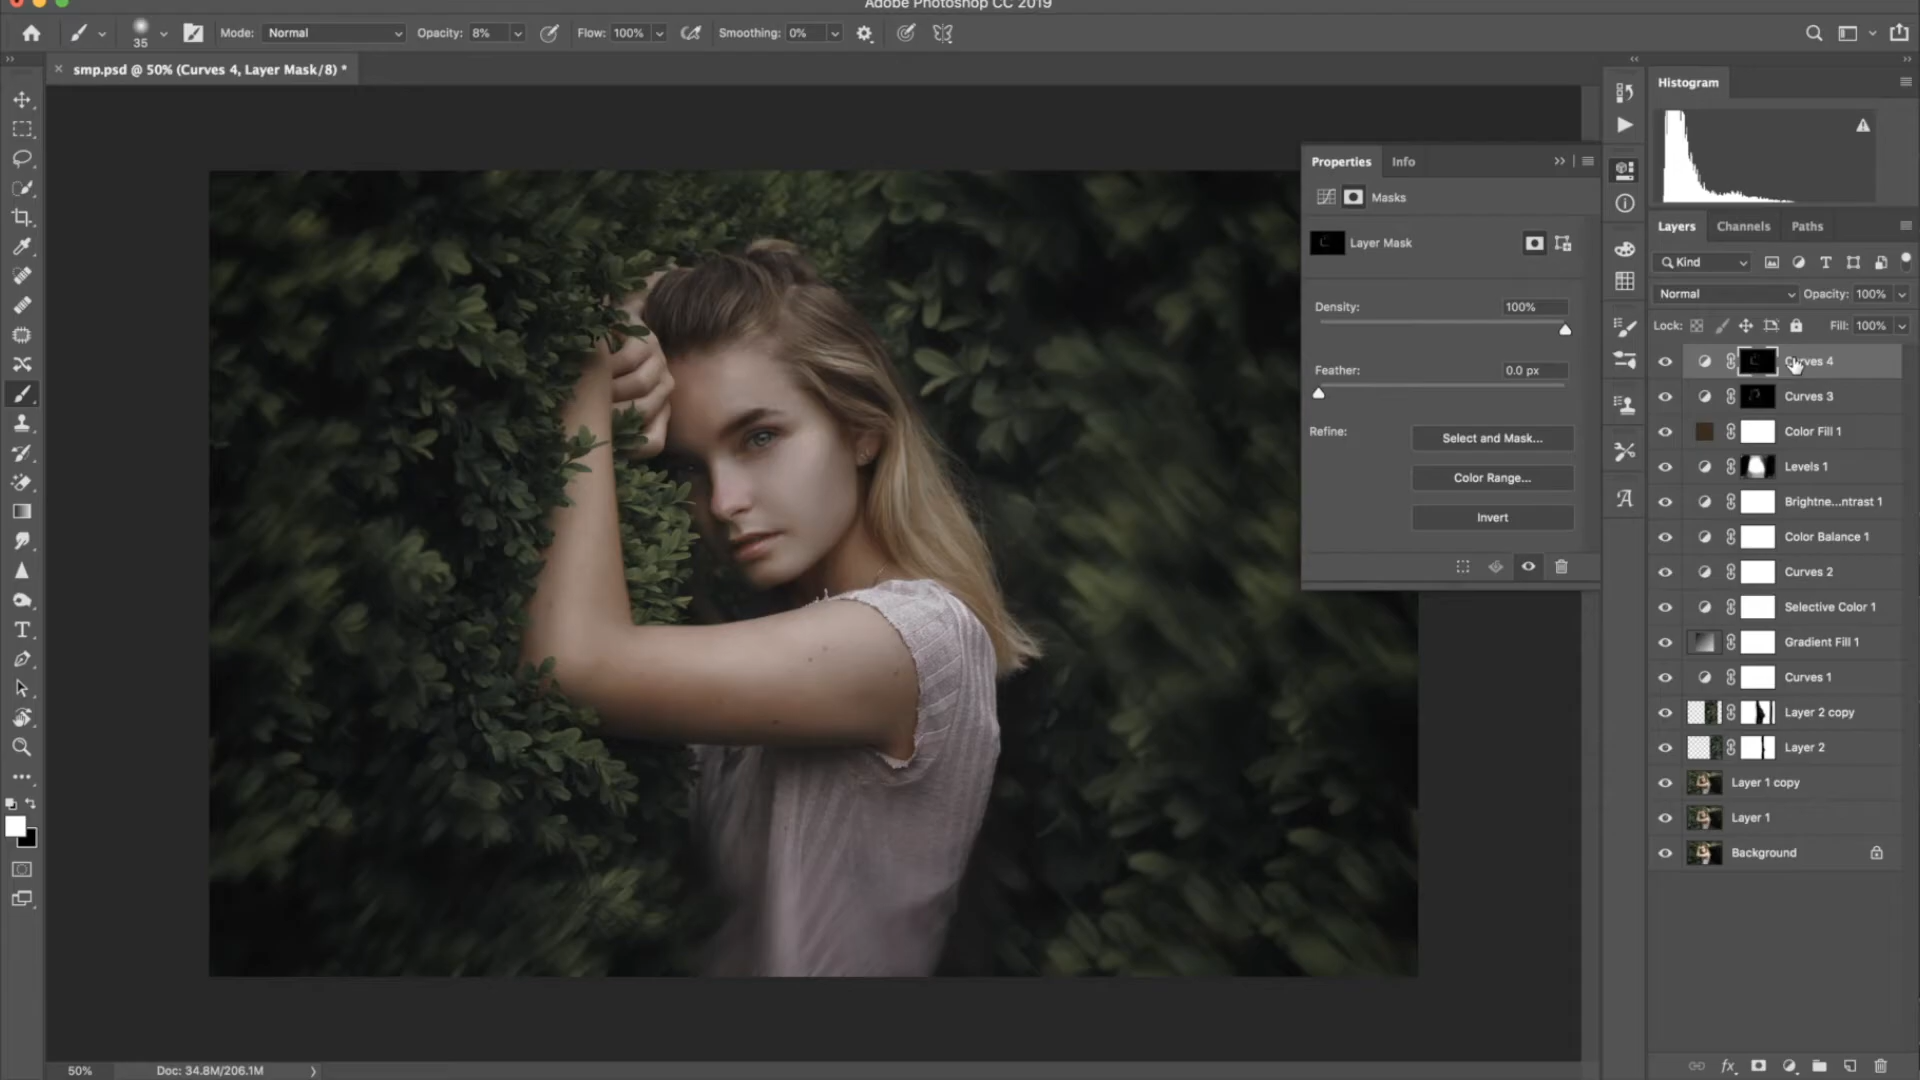 Adobe Photoshop CC 2019
35
Mode: Normal
Opacity: 8%
Flow: 100%
Smoothing: 0%
smp.psd @ 50% (Curves 4, Layer Mask/8) *
Histogram
Properties
Info
Masks
Layer Mask
Density:
100%
Feather:
0.0 px
Refine:
Select and Mask...
Color Range...
Invert
Layers
Channels
Paths
Kind
Normal
Opacity: 100%
Lock:
Fill: 100%
Curves 4
Curves 3
Color Fill 1
Levels 1
Brightne...ntrast 1
Color Balance 1
Curves 2
Selective Color 1
Gradient Fill 1
Curves 1
Layer 2 copy
Layer 2
Layer 1 copy
Layer 1
Background
fx
50%
Doc: 34.8M/206.1M